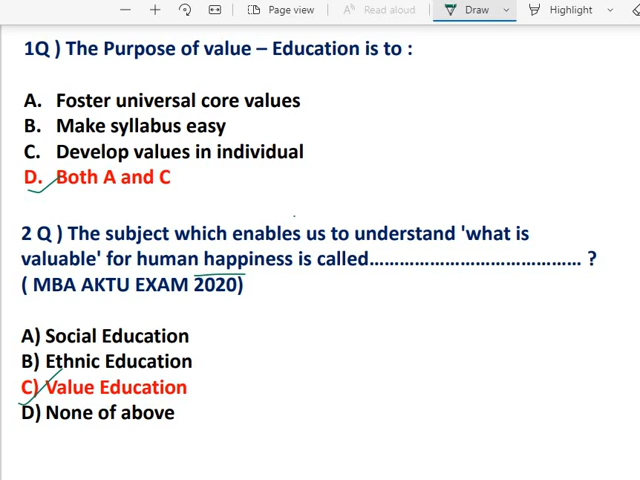 Page view
Read aloud
Draw
Highlight
1Q ) The Purpose of value – Education is to :
A. Foster universal core values
B. Make syllabus easy
C. Develop values in individual
D. Both A and C
2 Q ) The subject which enables us to understand 'what is
valuable' for human happiness is called…………………………………… ?
( MBA AKTU EXAM 2020)
A) Social Education
B) Ethnic Education
C) Value Education
D) None of above